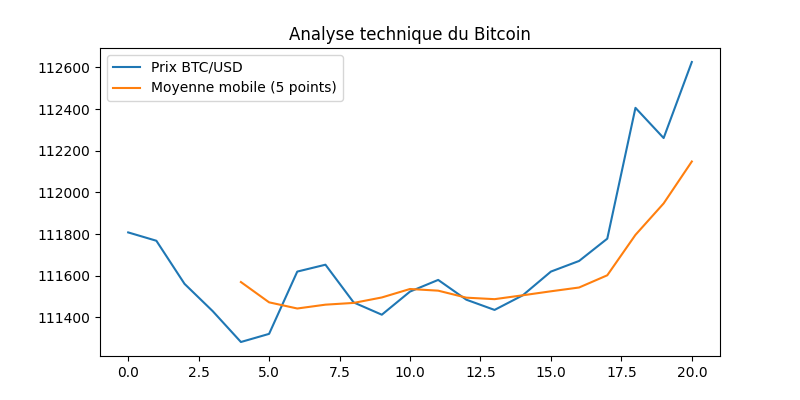 Analyse technique du Bitcoin
Prix BTC/USD
Moyenne mobile (5 points)
112600
112400
112200
112000
111800
111600
111400
0.0 2.5 5.0 7.5 10.0 12.5 15.0 17.5 20.0